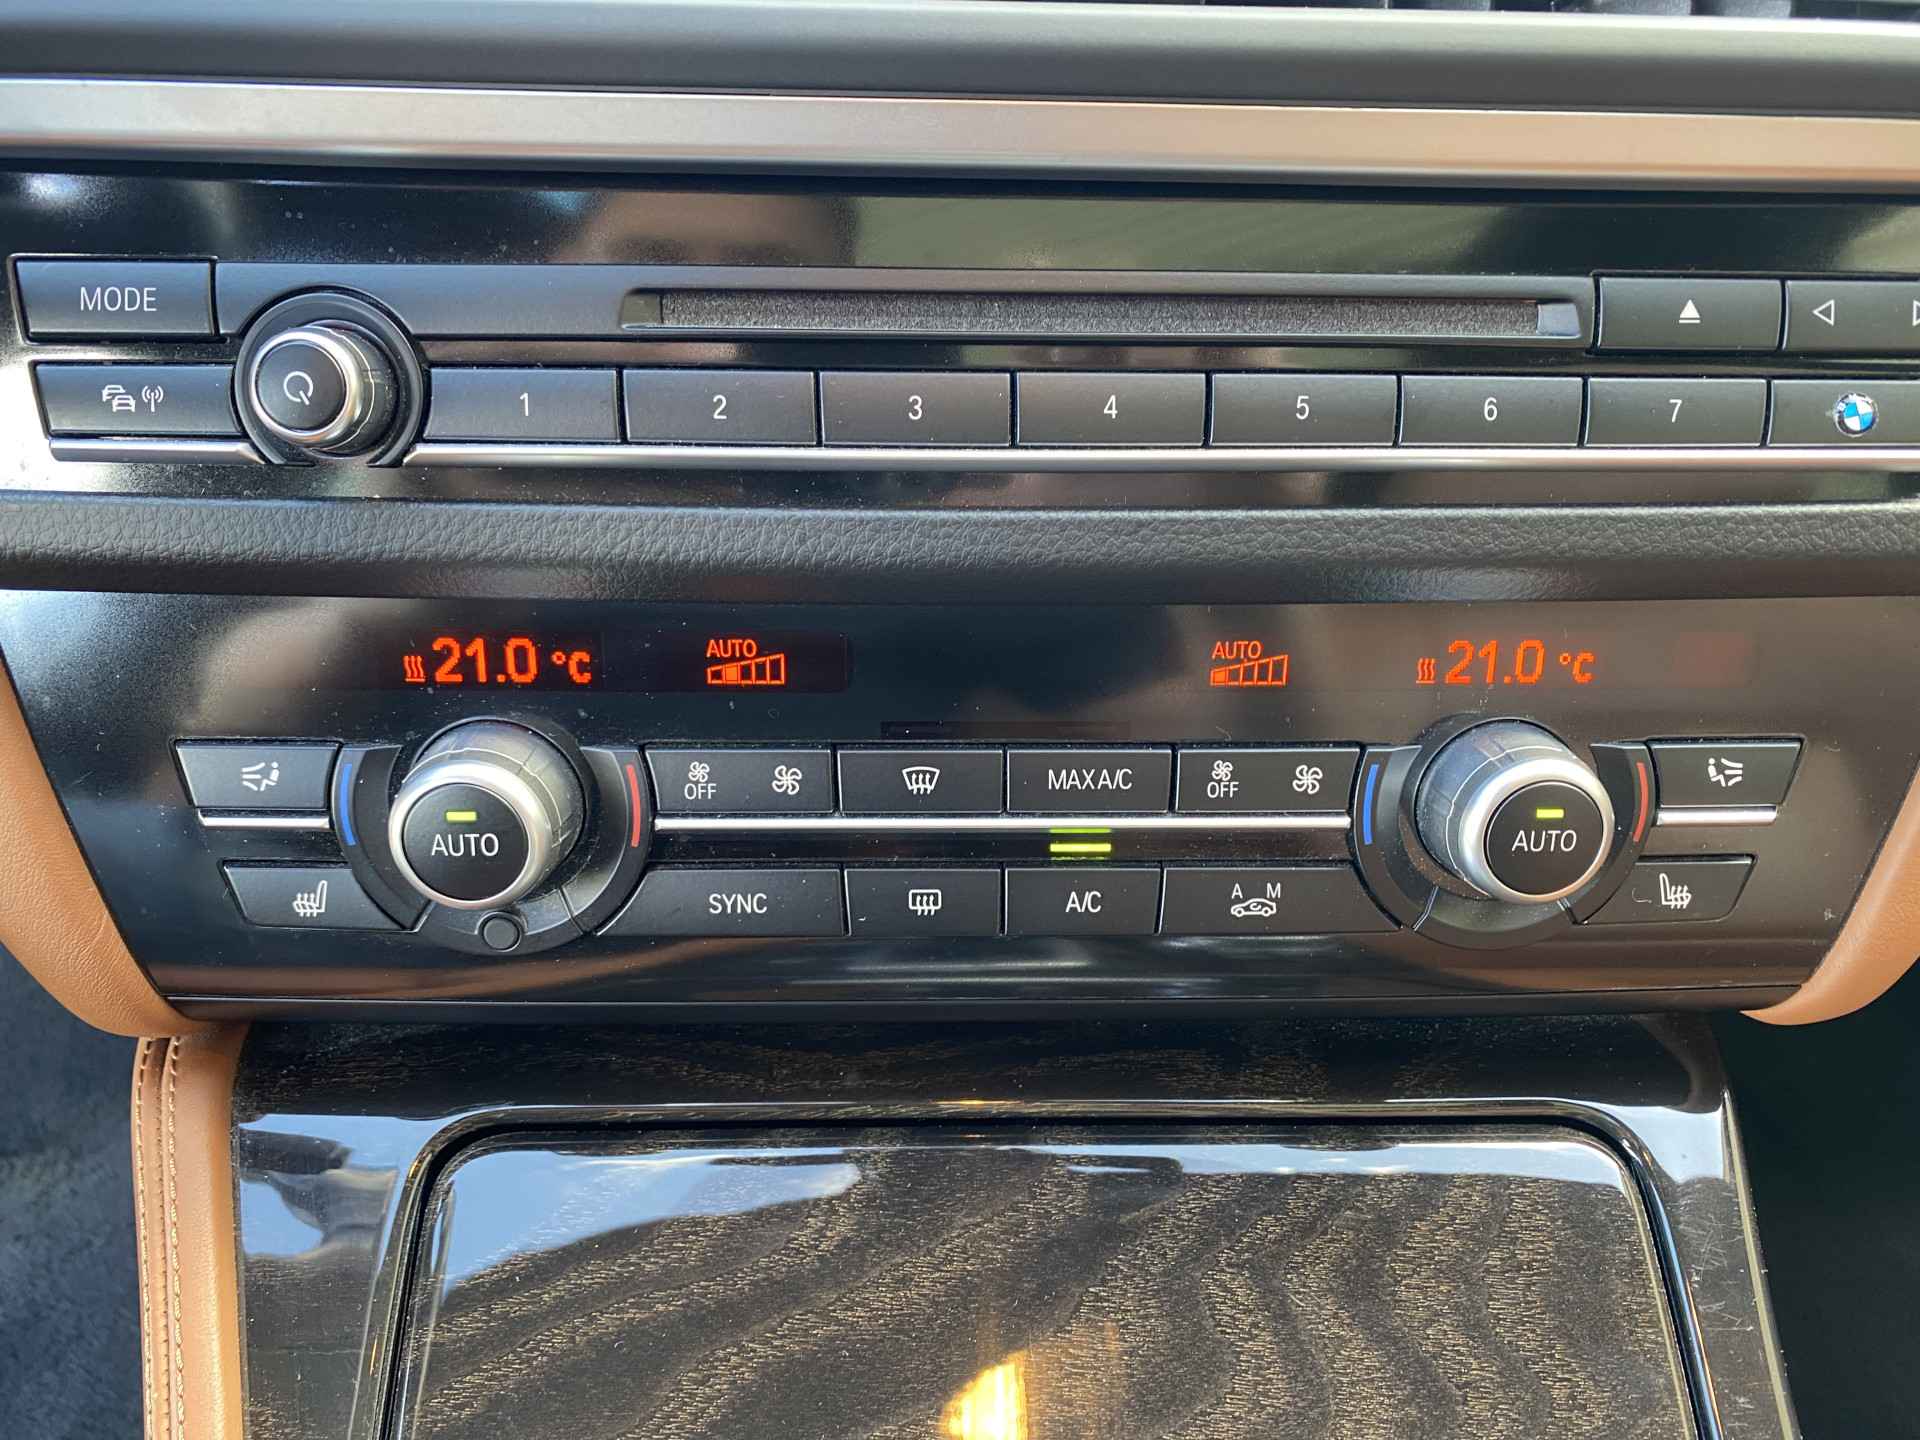 MODE
1 2 3 4 5 6 7
21.0 °C AUTO AUTO 21.0 °C
OFF MAX A/C OFF
AUTO AUTO
SYNC A/C A M